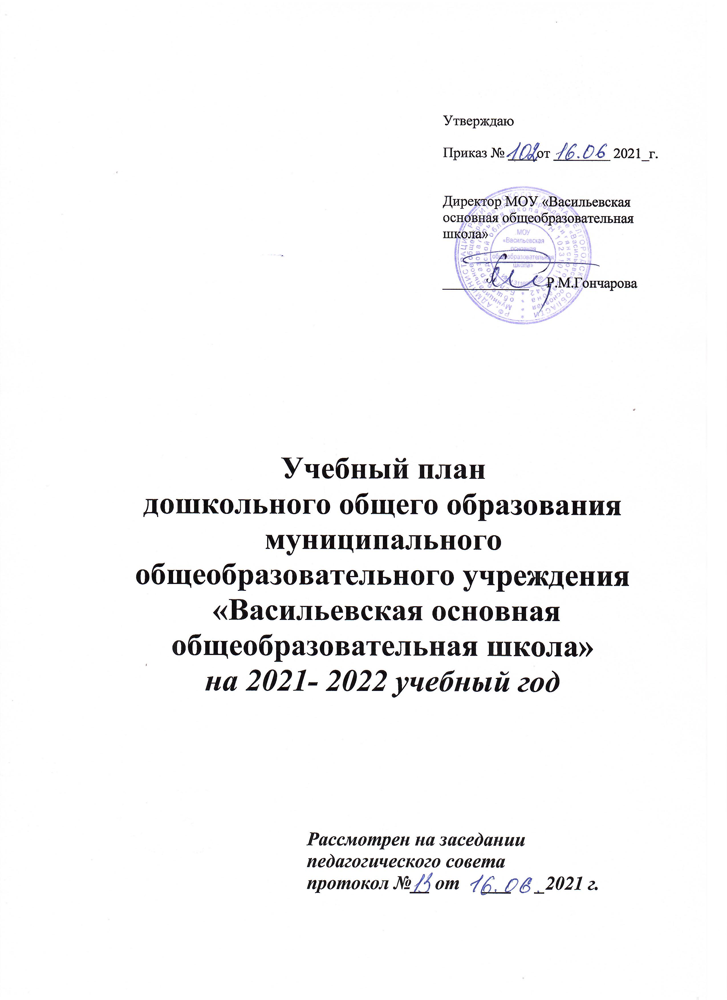 Утверждаю
Приказ № 102 от 16.06 2021_г.
Директор МОУ «Васильевская
основная общеобразовательная
школа»
МОУ
«Васильевская
основная
общеобразовательная
школа»
Р.М.Гончарова
Учебный план
дошкольного общего образования
муниципального
общеобразовательного учреждения
«Васильевская основная
общеобразовательная школа»
на 2021- 2022 учебный год
Рассмотрен на заседании
педагогического совета
протокол № 13 от 16.06. 2021 г.